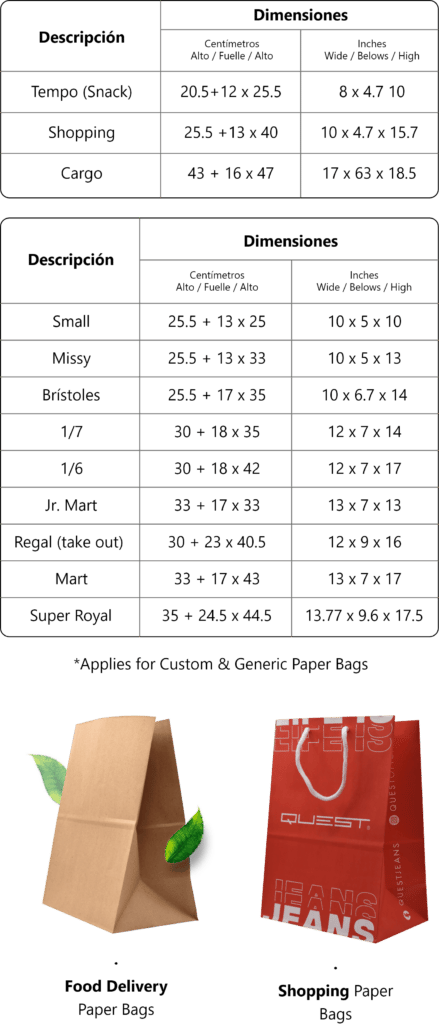 Descripción
Dimensiones
Centímetros
Alto / Fuelle / Alto
Inches
Wide / Belows / High
Tempo (Snack) 20.5+12 x 25.5 8 x 4.7 10
Shopping 25.5 +13 x 40 10 x 4.7 x 15.7
Cargo 43 + 16 x 47 17 x 63 x 18.5
Descripción
Dimensiones
Centímetros
Alto / Fuelle / Alto
Inches
Wide / Belows / High
Small 25.5 + 13 x 25 10 x 5 x 10
Missy 25.5 + 13 x 33 10 x 5 x 13
Brístoles 25.5 + 17 x 35 10 x 6.7 x 14
1/7 30 + 18 x 35 12 x 7 x 14
1/6 30 + 18 x 42 12 x 7 x 17
Jr. Mart 33 + 17 x 33 13 x 7 x 13
Regal (take out) 30 + 23 x 40.5 12 x 9 x 16
Mart 33 + 17 x 43 13 x 7 x 17
Super Royal 35 + 24.5 x 44.5 13.77 x 9.6 x 17.5
*Applies for Custom & Generic Paper Bags
LIFE IS
QUEST
JEANS
JEANS
QUESTJEANS
Food Delivery
Paper Bags
Shopping Paper
Bags